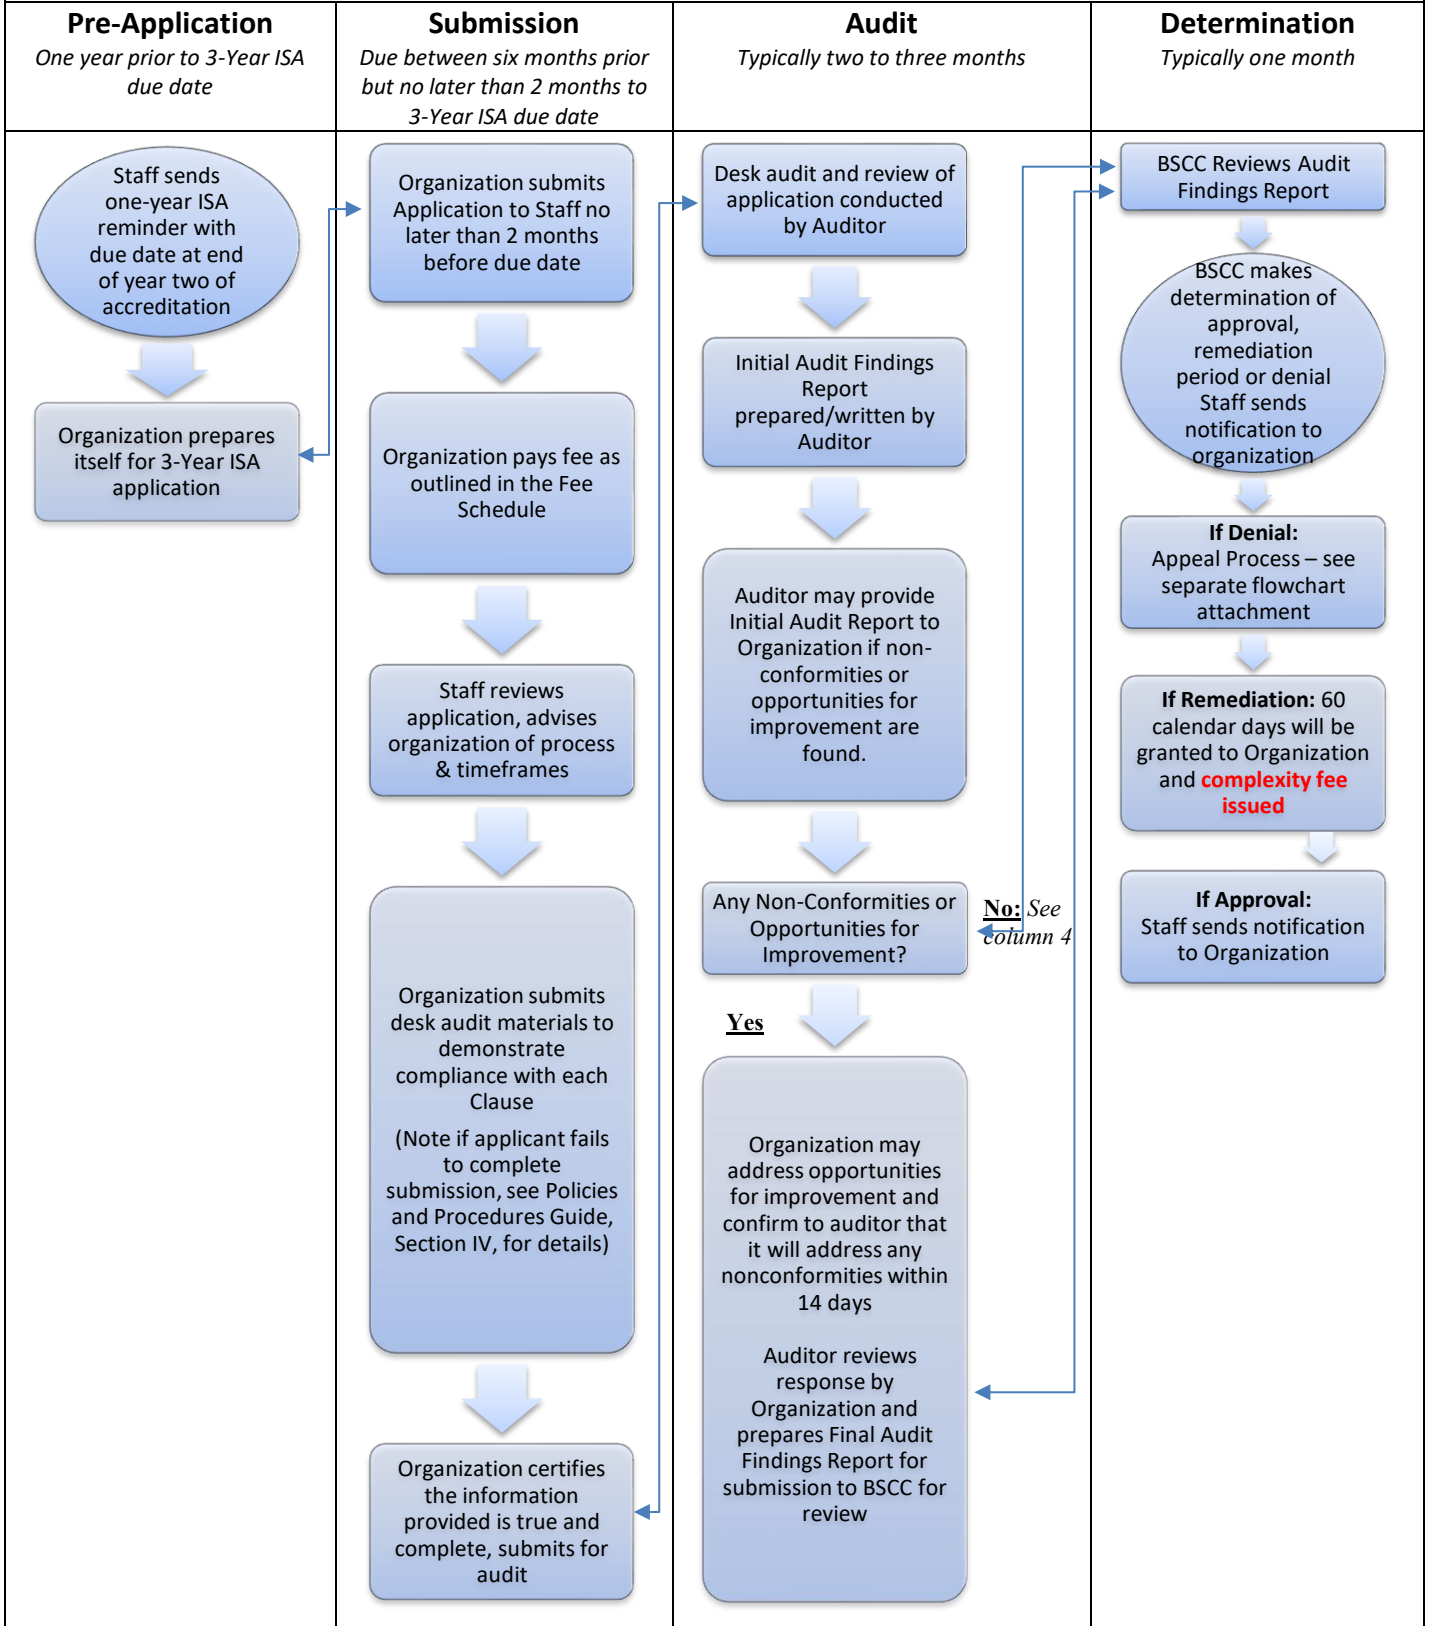 Pre-Application
One year prior to 3-Year ISA
due date
Submission
Due between six months prior
but no later than 2 months to
3-Year ISA due date
Audit
Typically two to three months
Determination
Typically one month
Staff sends
one-year ISA
reminder with
due date at end
of year two of
accreditation
Organization prepares
itself for 3-Year ISA
application
Organization submits
Application to Staff no
later than 2 months
before due date
Organization pays fee as
outlined in the Fee
Schedule
Staff reviews
application, advises
organization of process
& timeframes
Organization submits
desk audit materials to
demonstrate
compliance with each
Clause
(Note if applicant fails
to complete
submission, see Policies
and Procedures Guide,
Section IV, for details)
Organization certifies
the information
provided is true and
complete, submits for
audit
Desk audit and review of
application conducted
by Auditor
Initial Audit Findings
Report
prepared/written by
Auditor
Auditor may provide
Initial Audit Report to
Organization if non-
conformities or
opportunities for
improvement are
found.
Any Non-Conformities or
Opportunities for
Improvement?
No: See
column 4
Yes
Organization may
address opportunities
for improvement and
confirm to auditor that
it will address any
nonconformities within
14 days
Auditor reviews
response by
Organization and
prepares Final Audit
Findings Report for
submission to BSCC for
review
BSCC Reviews Audit
Findings Report
BSCC makes
determination of
approval,
remediation
period or denial
Staff sends
notification to
organization
If Denial:
Appeal Process – see
separate flowchart
attachment
If Remediation: 60
calendar days will be
granted to Organization
and complexity fee
issued
If Approval:
Staff sends notification
to Organization